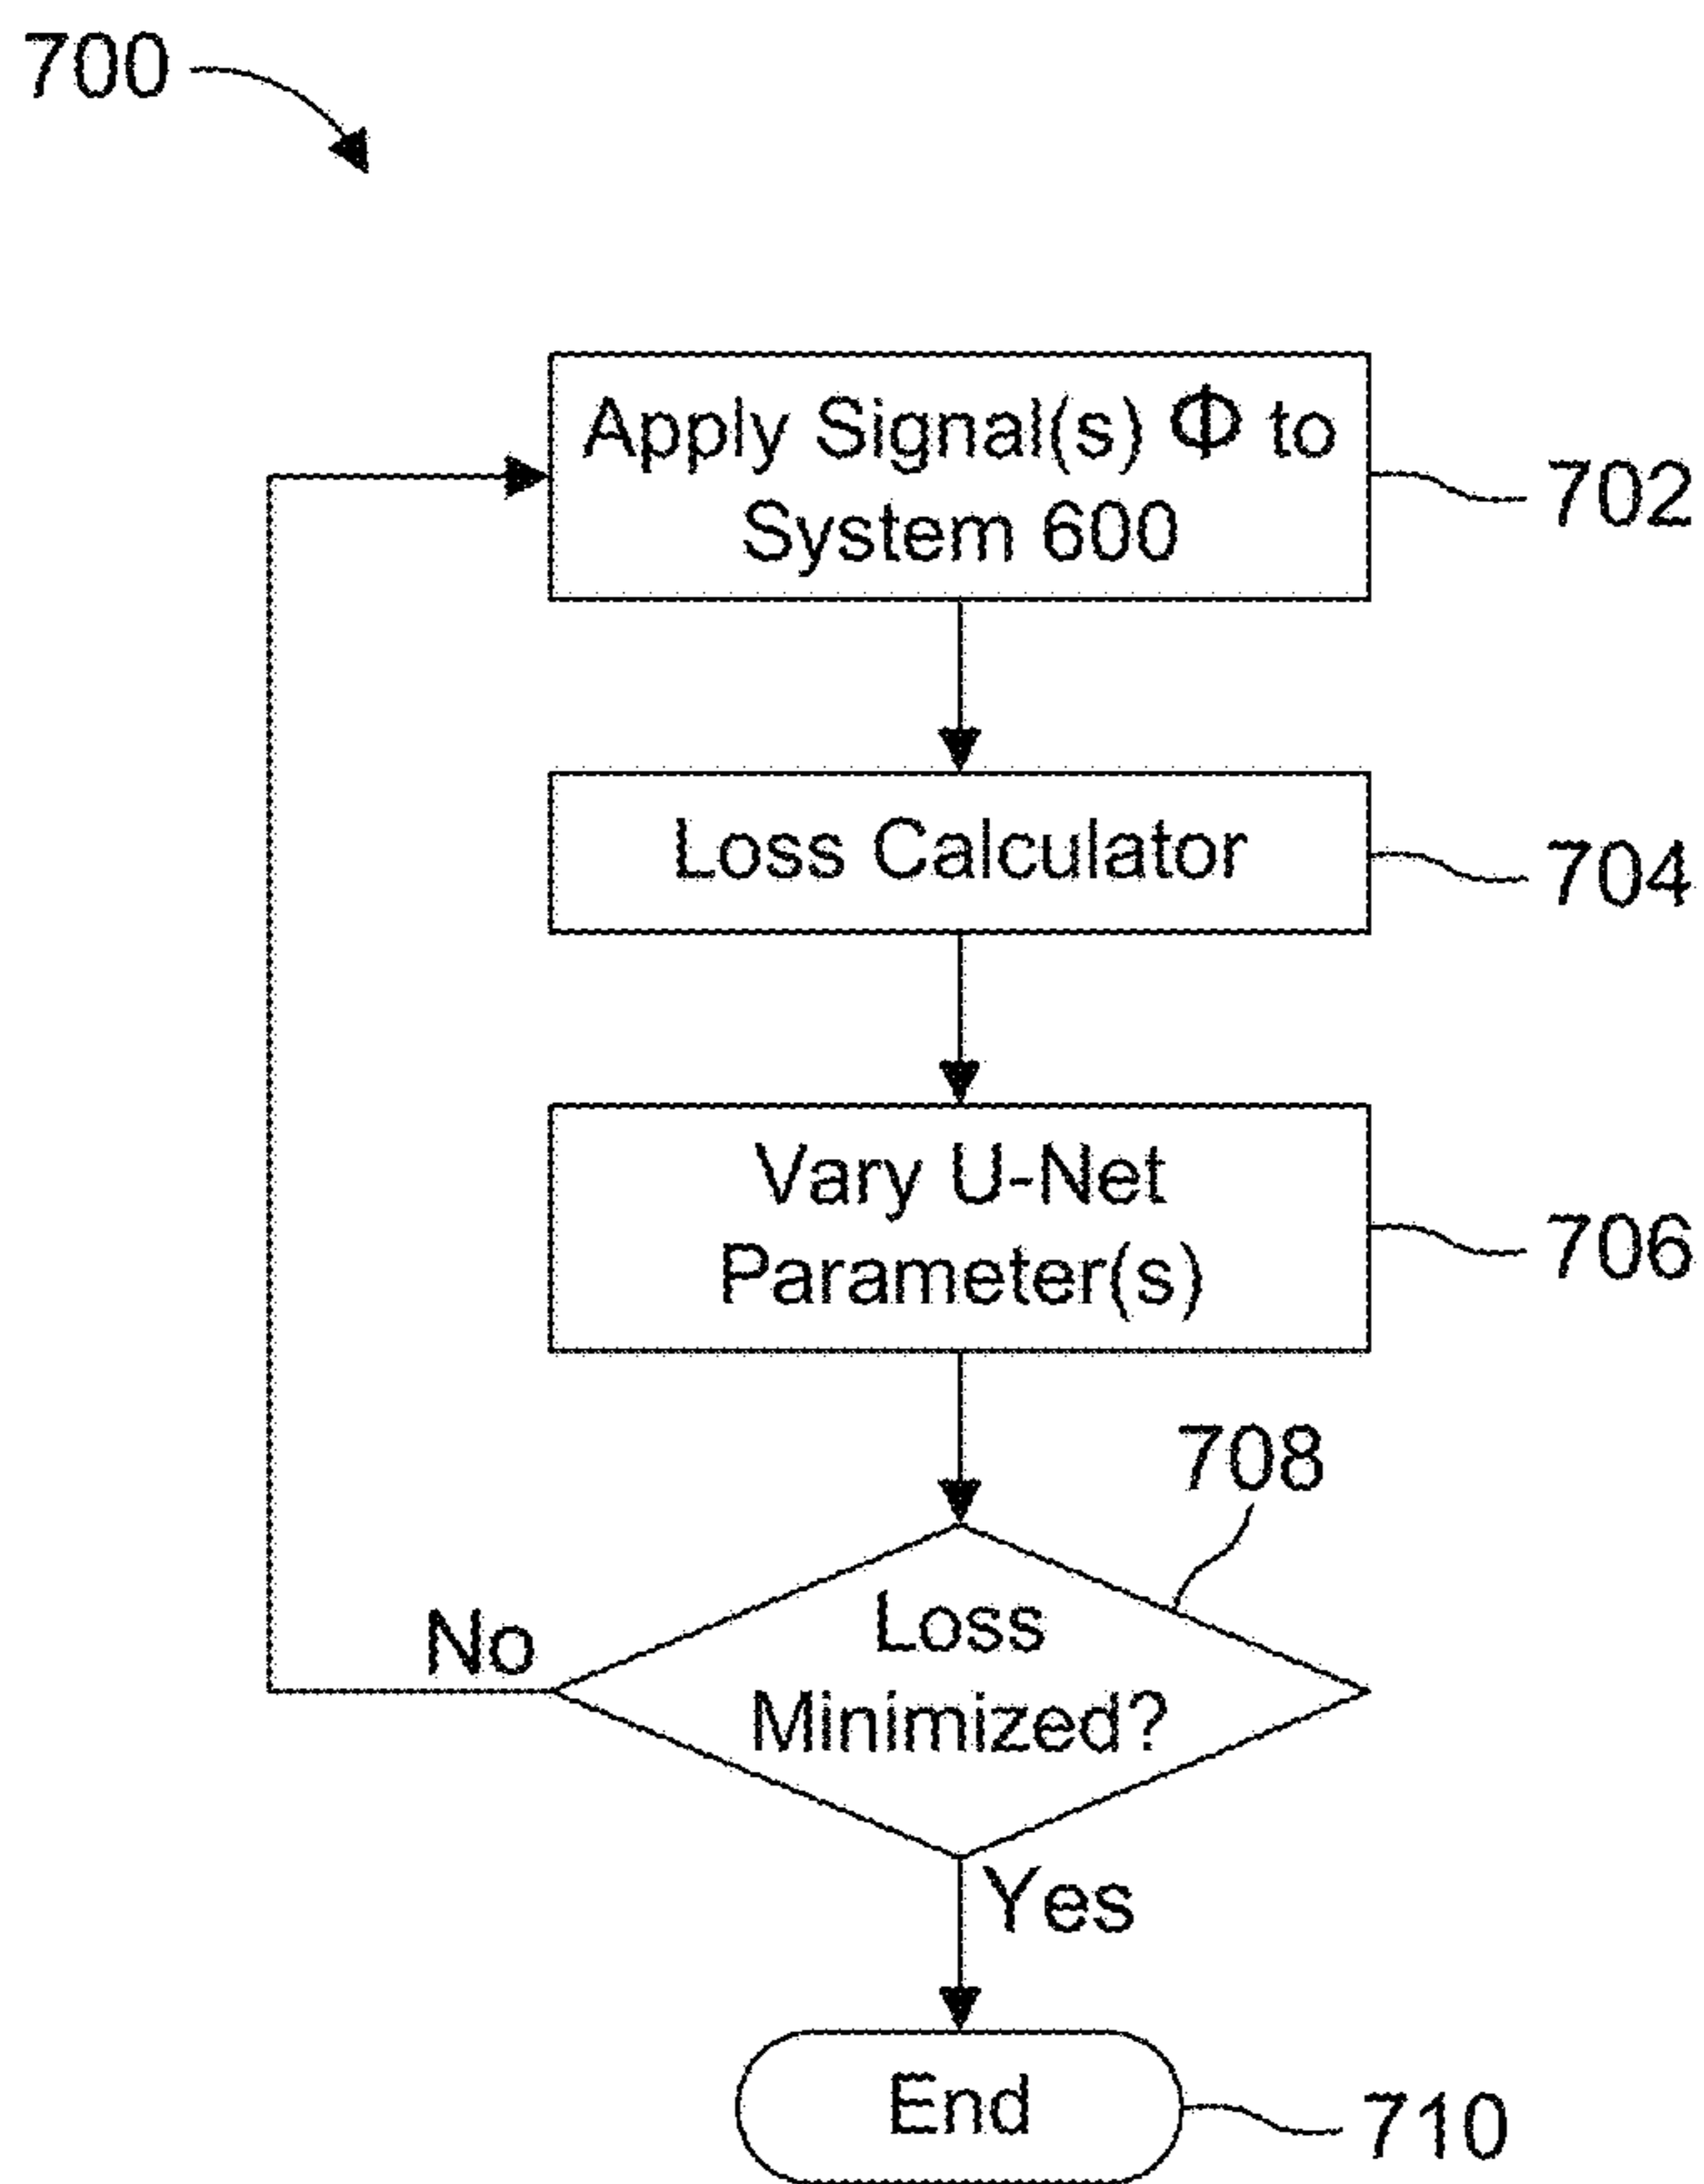 700
Apply Signal(s) Φ to
System 600
702
Loss Calculator
704
Vary U-Net
Parameter(s)
706
708
Loss
Minimized?
No
Yes
End
710